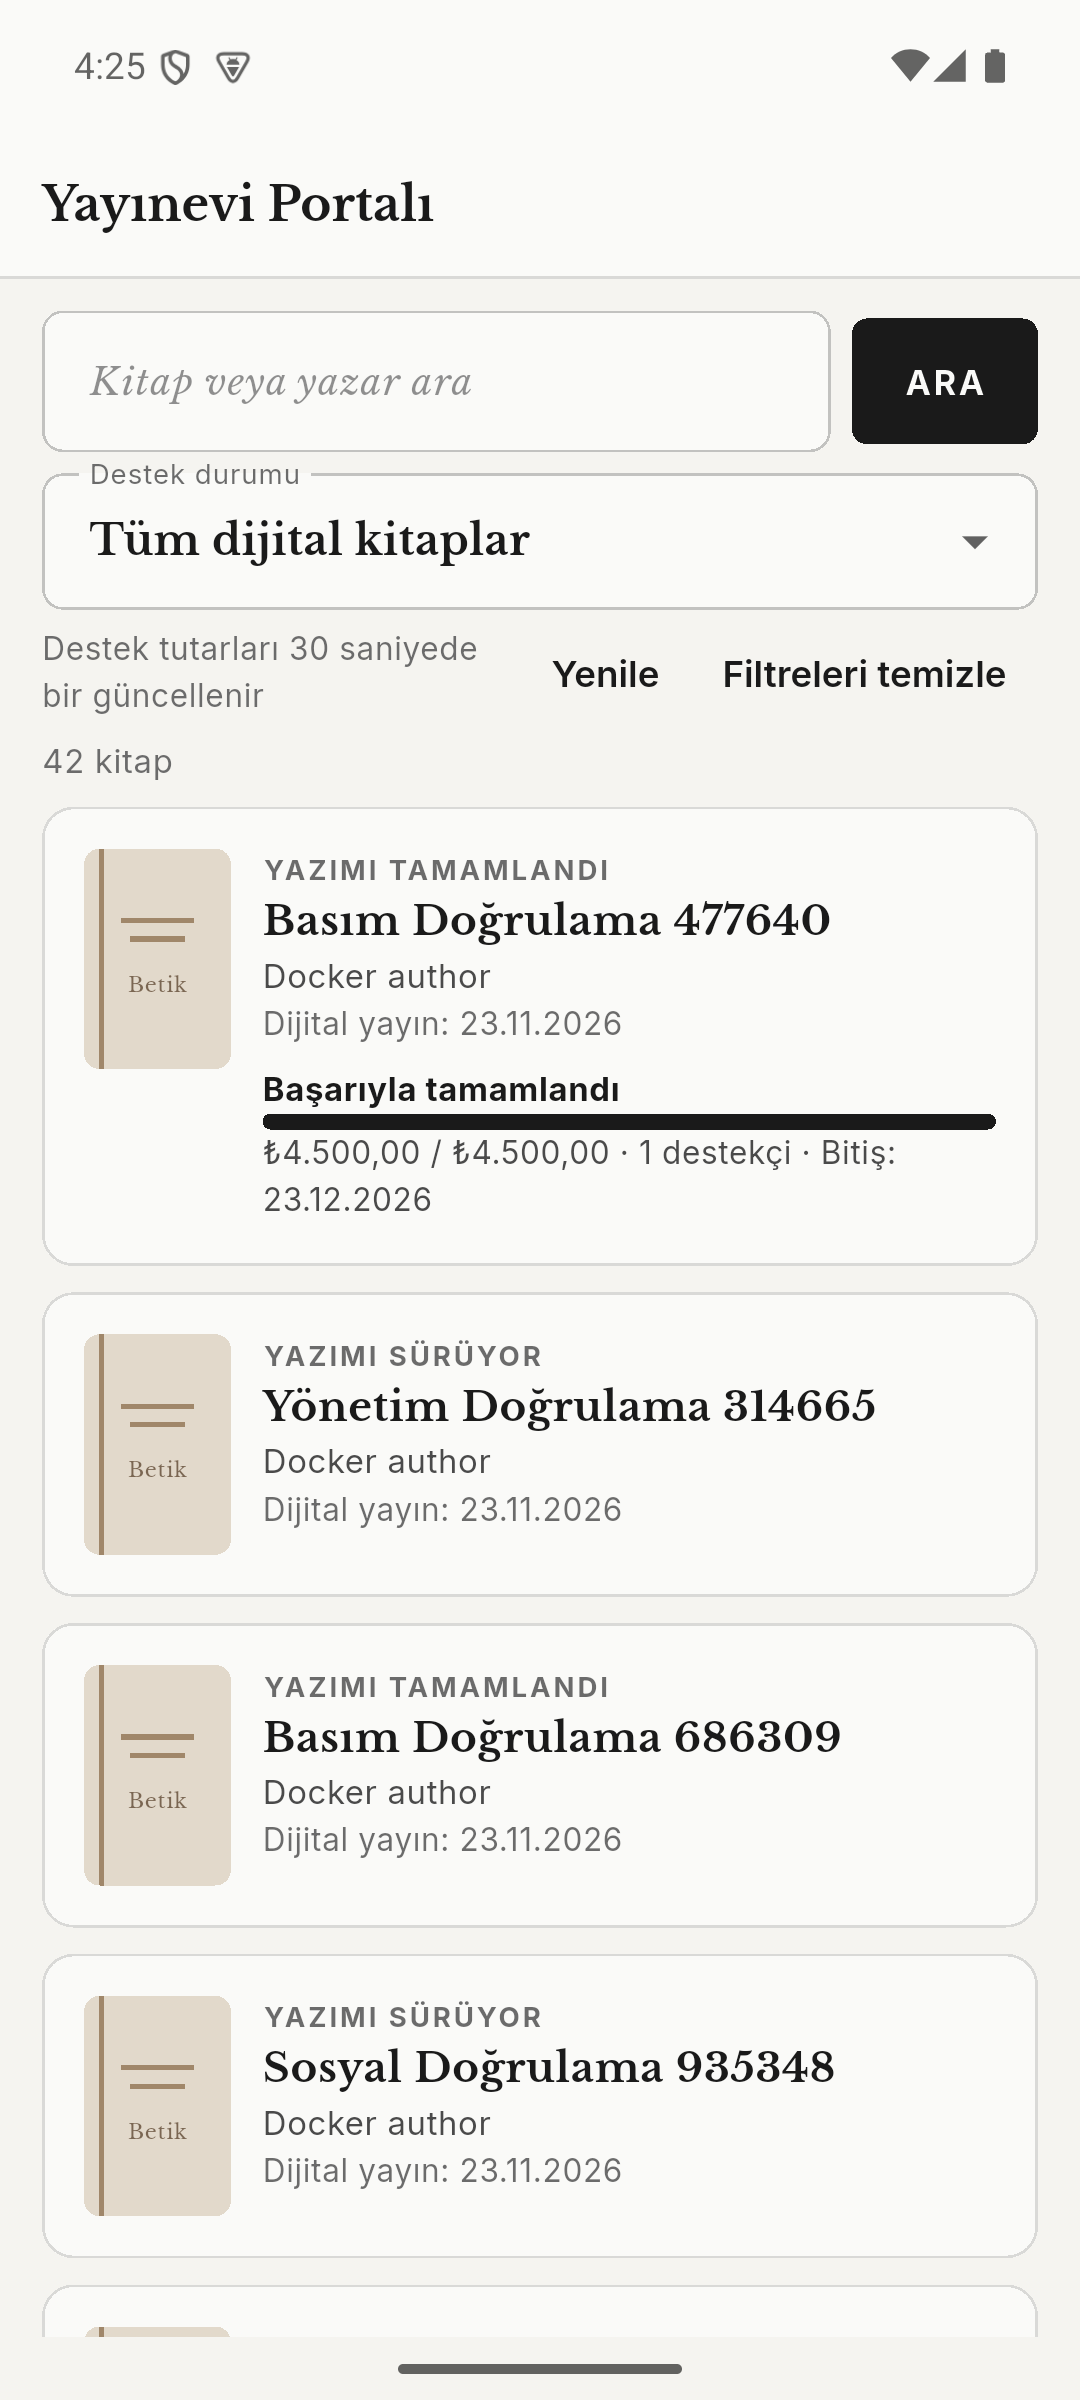 4:25
Yayınevi Portalı
Kitap veya yazar ara
ARA
Destek durumu
Tüm dijital kitaplar
Destek tutarları 30 saniyede
bir güncellenir
Yenile
Filtreleri temizle
42 kitap
Betik
YAZIMI TAMAMLANDI
Basım Doğrulama 477640
Docker author
Dijital yayın: 23.11.2026
Başarıyla tamamlandı
₺4.500,00 / ₺4.500,00 · 1 destekçi · Bitiş:
23.12.2026
Betik
YAZIMI SÜRÜYOR
Yönetim Doğrulama 314665
Docker author
Dijital yayın: 23.11.2026
Betik
YAZIMI TAMAMLANDI
Basım Doğrulama 686309
Docker author
Dijital yayın: 23.11.2026
Betik
YAZIMI SÜRÜYOR
Sosyal Doğrulama 935348
Docker author
Dijital yayın: 23.11.2026